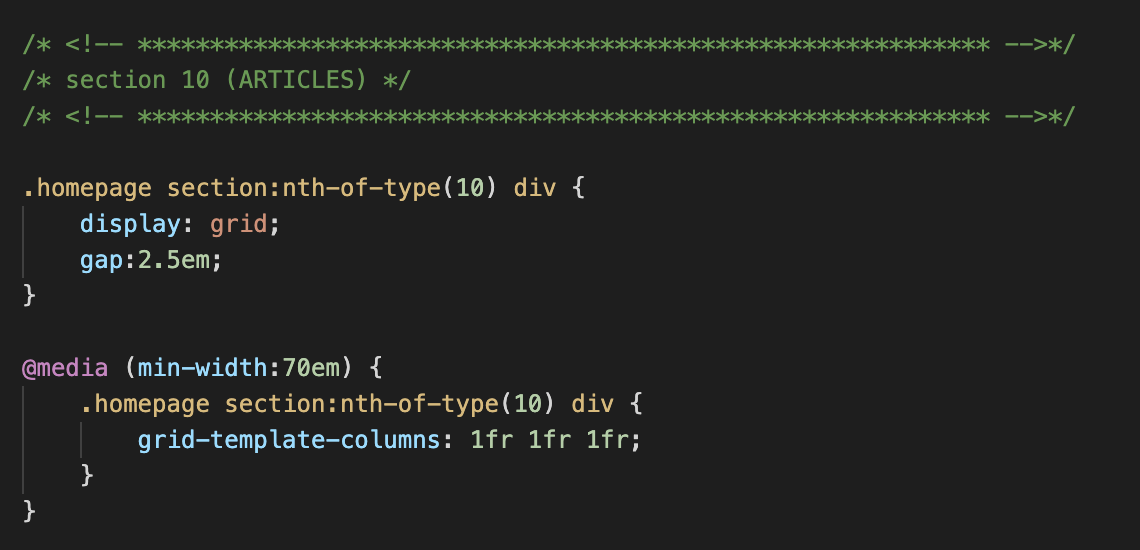 /* <!-- *********************************************************** -->*/
/* section 10 (ARTICLES) */
/* <!-- *********************************************************** -->*/
.homepage section:nth-of-type(10) div {
display: grid;
gap:2.5em;
}
@media (min-width:70em) {
.homepage section:nth-of-type(10) div {
grid-template-columns: 1fr 1fr 1fr;
}
}